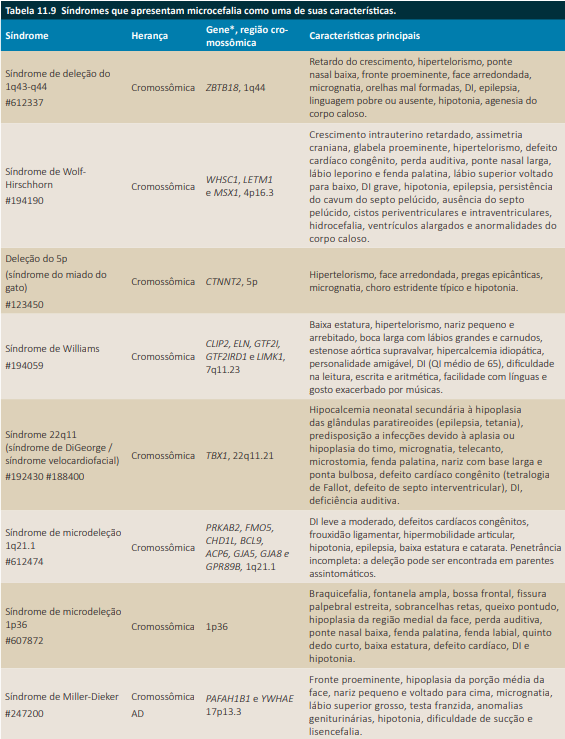 Tabela 11.9 Síndromes que apresentam microcefalia como uma de suas características.
Síndrome
Herança
Gene*, região cro-
mossômica
Características principais
Síndrome de deleção do
1q43-q44
#612337
Cromossômica
ZBTB18, 1q44
Retardo do crescimento, hipertelorismo, ponte
nasal baixa, fronte proeminente, face arredondada,
micrognatia, orelhas mal formadas, DI, epilepsia,
linguagem pobre ou ausente, hipotonia, agenesia do
corpo caloso.
Síndrome de Wolf-
Hirschhorn
#194190
Cromossômica
WHSC1, LETM1
e MSX1, 4p16.3
Crescimento intrauterino retardado, assimetria
craniana, glabela proeminente, hipertelorismo, defeito
cardíaco congênito, perda auditiva, ponte nasal larga,
lábio leporino e fenda palatina, lábio superior voltado
para baixo, DI grave, hipotonia, epilepsia, persistência
do cavum do septo pelúcido, ausência do septo
pelúcido, cistos periventriculares e intraventriculares,
hidrocefalia, ventrículos alargados e anormalidades do
corpo caloso.
Deleção do 5p
(síndrome do miado do
gato)
#123450
Cromossômica
CTNNT2, 5p
Hipertelorismo, face arredondada, pregas epicânticas,
micrognatia, choro estridente típico e hipotonia.
Síndrome de Williams
#194059
Cromossômica
CLIP2, ELN, GTF2I,
GTF2IRD1 e LIMK1,
7q11.23
Baixa estatura, hipertelorismo, nariz pequeno e
arrebitado, boca larga com lábios grandes e carnudos,
estenose aórtica supravalvar, hipercalcemia idiopática,
personalidade amigável, DI (QI médio de 65), dificuldade
na leitura, escrita e aritmética, facilidade com línguas e
gosto exacerbado por músicas.
Síndrome 22q11
(síndrome de DiGeorge /
síndrome velocardiofacial)
#192430 #188400
Cromossômica
TBX1, 22q11.21
Hipocalcemia neonatal secundária à hipoplasia
das glândulas paratireoides (epilepsia, tetania),
predisposição a infecções devido à aplasia ou
hipoplasia do timo, micrognatia, telecanto,
microstomia, fenda palatina, nariz com base larga e
ponta bulbosa, defeito cardíaco congênito (tetralogia
de Fallot, defeito de septo interventricular), DI,
deficiência auditiva.
Síndrome de microdeleção
1q21.1
#612474
Cromossômica
PRKAB2, FMO5,
CHD1L, BCL9,
ACP6, GJA5, GJA8 e
GPR89B, 1q21.1
DI leve a moderado, defeitos cardíacos congênitos,
frouxidão ligamentar, hipermobilidade articular,
hipotonia, epilepsia, baixa estatura e catarata. Penetrância
incompleta: a deleção pode ser encontrada em parentes
assintomáticos.
Síndrome de microdeleção
1p36
#607872
Cromossômica
1p36
Braquicefalia, fontanela ampla, bossa frontal, fissura
palpebral estreita, sobrancelhas retas, queixo pontudo,
hipoplasia da região medial da face, perda auditiva,
ponte nasal baixa, fenda palatina, fenda labial, quinto
dedo curto, baixa estatura, defeito cardíaco, DI e
hipotonia.
Síndrome de Miller-Dieker
#247200
Cromossômica
AD
PAFAH1B1 e YWHAE
17p13.3
Fronte proeminente, hipoplasia da porção média da
face, nariz pequeno e voltado para cima, micrognatia,
lábio superior grosso, testa franzida, anomalias
geniturinárias, hipotonia, dificuldade de sucção e
lisencefalia.